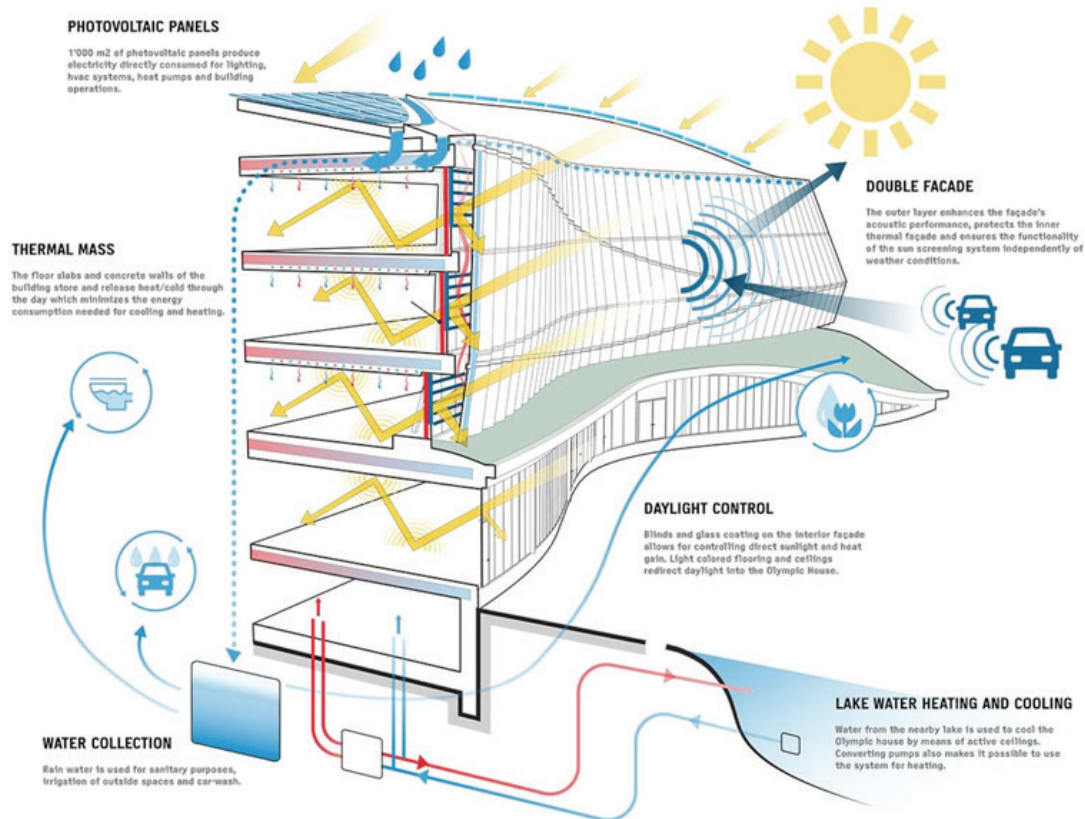 PHOTOVOLTAIC PANELS
1'000 m2 of photovoltaic panels produce
electricity directly consumed for lighting,
hvac systems, heat pumps and building
operations.
DOUBLE FACADE
The outer layer enhances the façade's
acoustic performance, protects the inner
thermal façade and ensures the functionality
of the sun screening system independently of
weather conditions.
THERMAL MASS
The floor slabs and concrete walls of the
building store and release heat/cold through
the day which minimizes the energy
consumption needed for cooling and heating.
DAYLIGHT CONTROL
Blinds and glass coating on the interior façade
allows for controlling direct sunlight and heat
gain. Light colored flooring and ceilings
redirect daylight into the Olympic House.
LAKE WATER HEATING AND COOLING
Water from the nearby lake is used to cool the
Olympic house by means of active ceilings.
Converting pumps also makes it possible to use
the system for heating.
WATER COLLECTION
Rain water is used for sanitary purposes,
irrigation of outside spaces and car-wash.